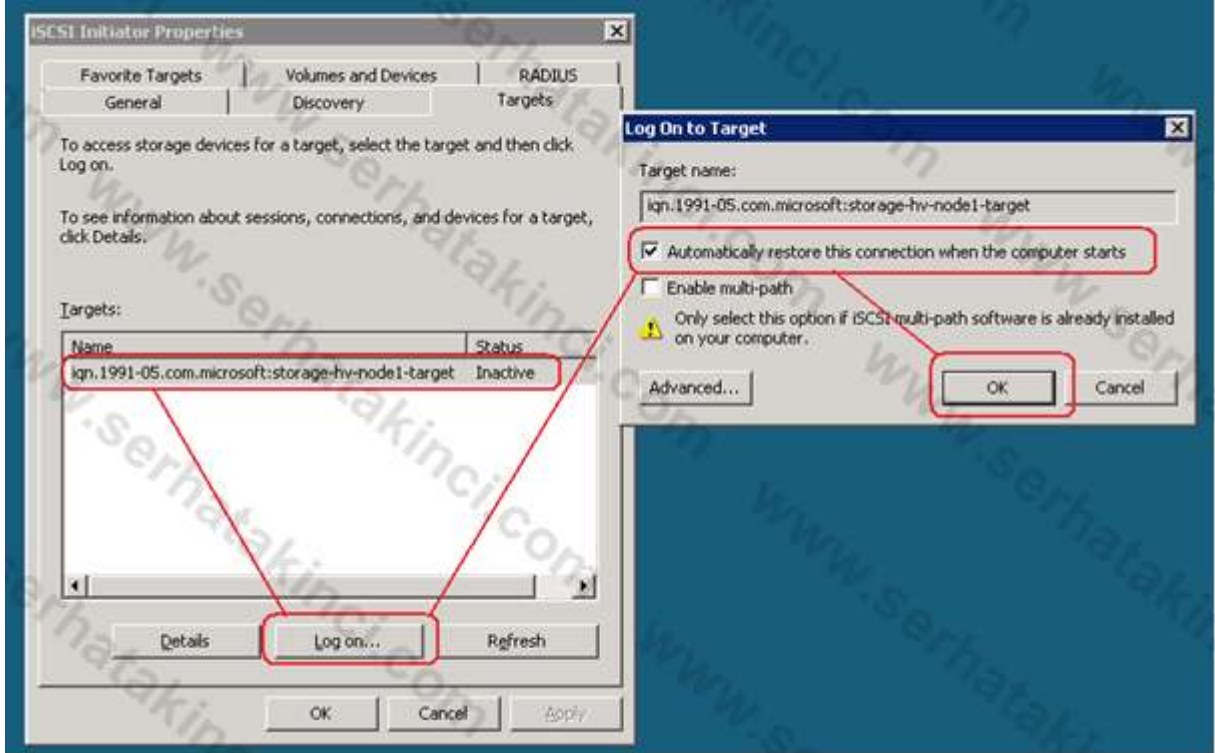 iSCSI Initiator Properties
Favorite Targets
Volumes and Devices
RADIUS
General
Discovery
Targets
To access storage devices for a target, select the target and then click
Log on.
To see information about sessions, connections, and devices for a target,
click Details.
Targets:
Name
Status
iqn.1991-05.com.microsoft:storage-hv-node1-target
Inactive
Details
Log on...
Refresh
OK
Cancel
Apply
Log On to Target
Target name:
iqn.1991-05.com.microsoft:storage-hv-node1-target
Automatically restore this connection when the computer starts
Enable multi-path
Only select this option if iSCSI multi-path software is already installed
on your computer.
Advanced...
OK
Cancel
www.serhatakinci.com